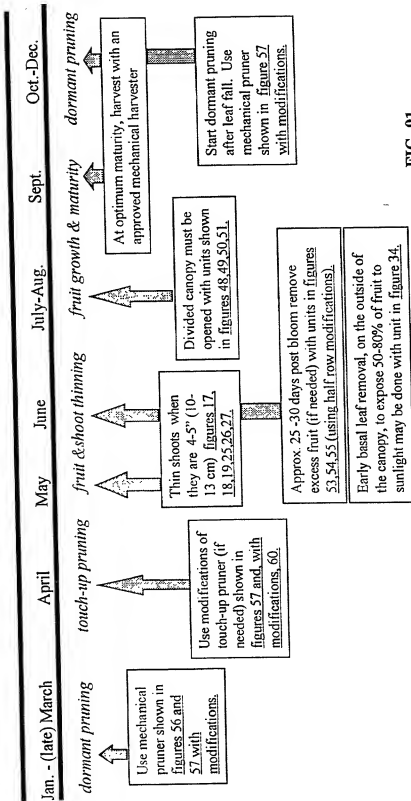 Jan. - (late) March April May June July-Aug. Sept. Oct.-Dec.
dormant pruning touch-up pruning fruit &shoot thinning fruit growth & maturity dormant pruning
Use mechanical
pruner shown in
figures 56 and
57 with
modifications.
Use modifications of
touch-up pruner (if
needed) shown in
figures 57 and, with
modifications, 60.
Thin shoots when
they are 4-5" (10-
13 cm) figures 17,
18,19,25,26,27.
Approx. 25 -30 days post bloom remove
excess fruit (if needed) with units in figures
53,54,55 (using half row modifications).
Early basal leaf removal, on the outside of
the canopy, to expose 50-80% of fruit to
sunlight may be done with unit in figure 34.
Divided canopy must be
opened with units shown
in figures 48,49,50,51.
At optimum maturity, harvest with an
approved mechanical harvester
Start dormant pruning
after leaf fall. Use
mechanical pruner
shown in figure 57
with modifications.